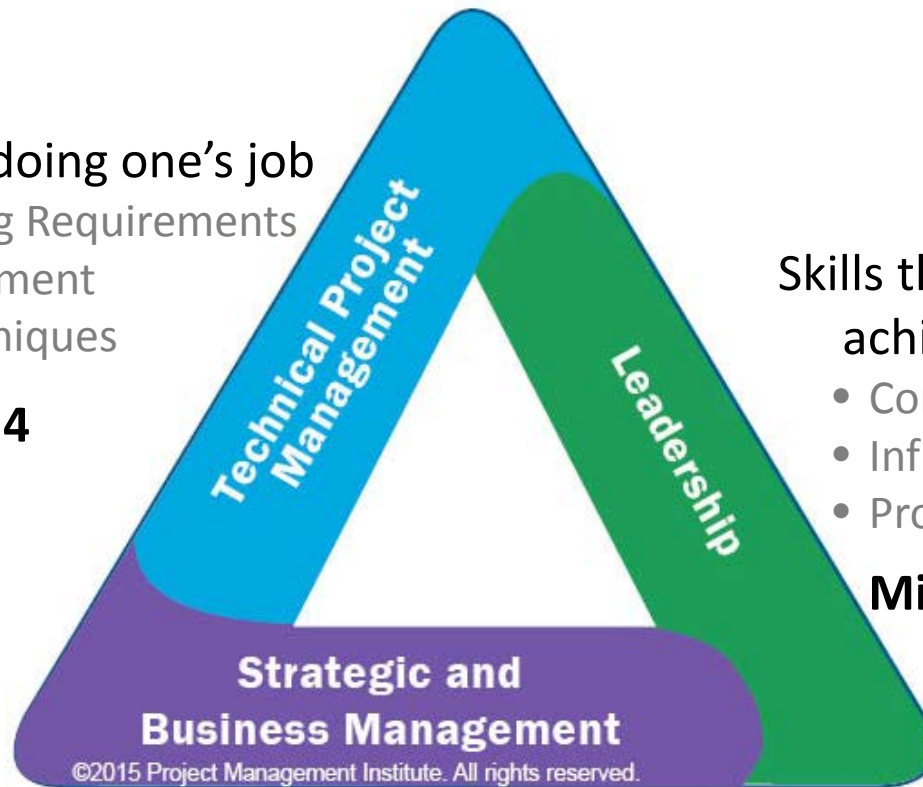 doing one's job
g Requirements
ment
niques
4
Technical Project
Management
Leadership
Skills th
achi
• Co
• Inf
• Pro
Mi
Strategic and
Business Management
©2015 Project Management Institute. All rights reserved.